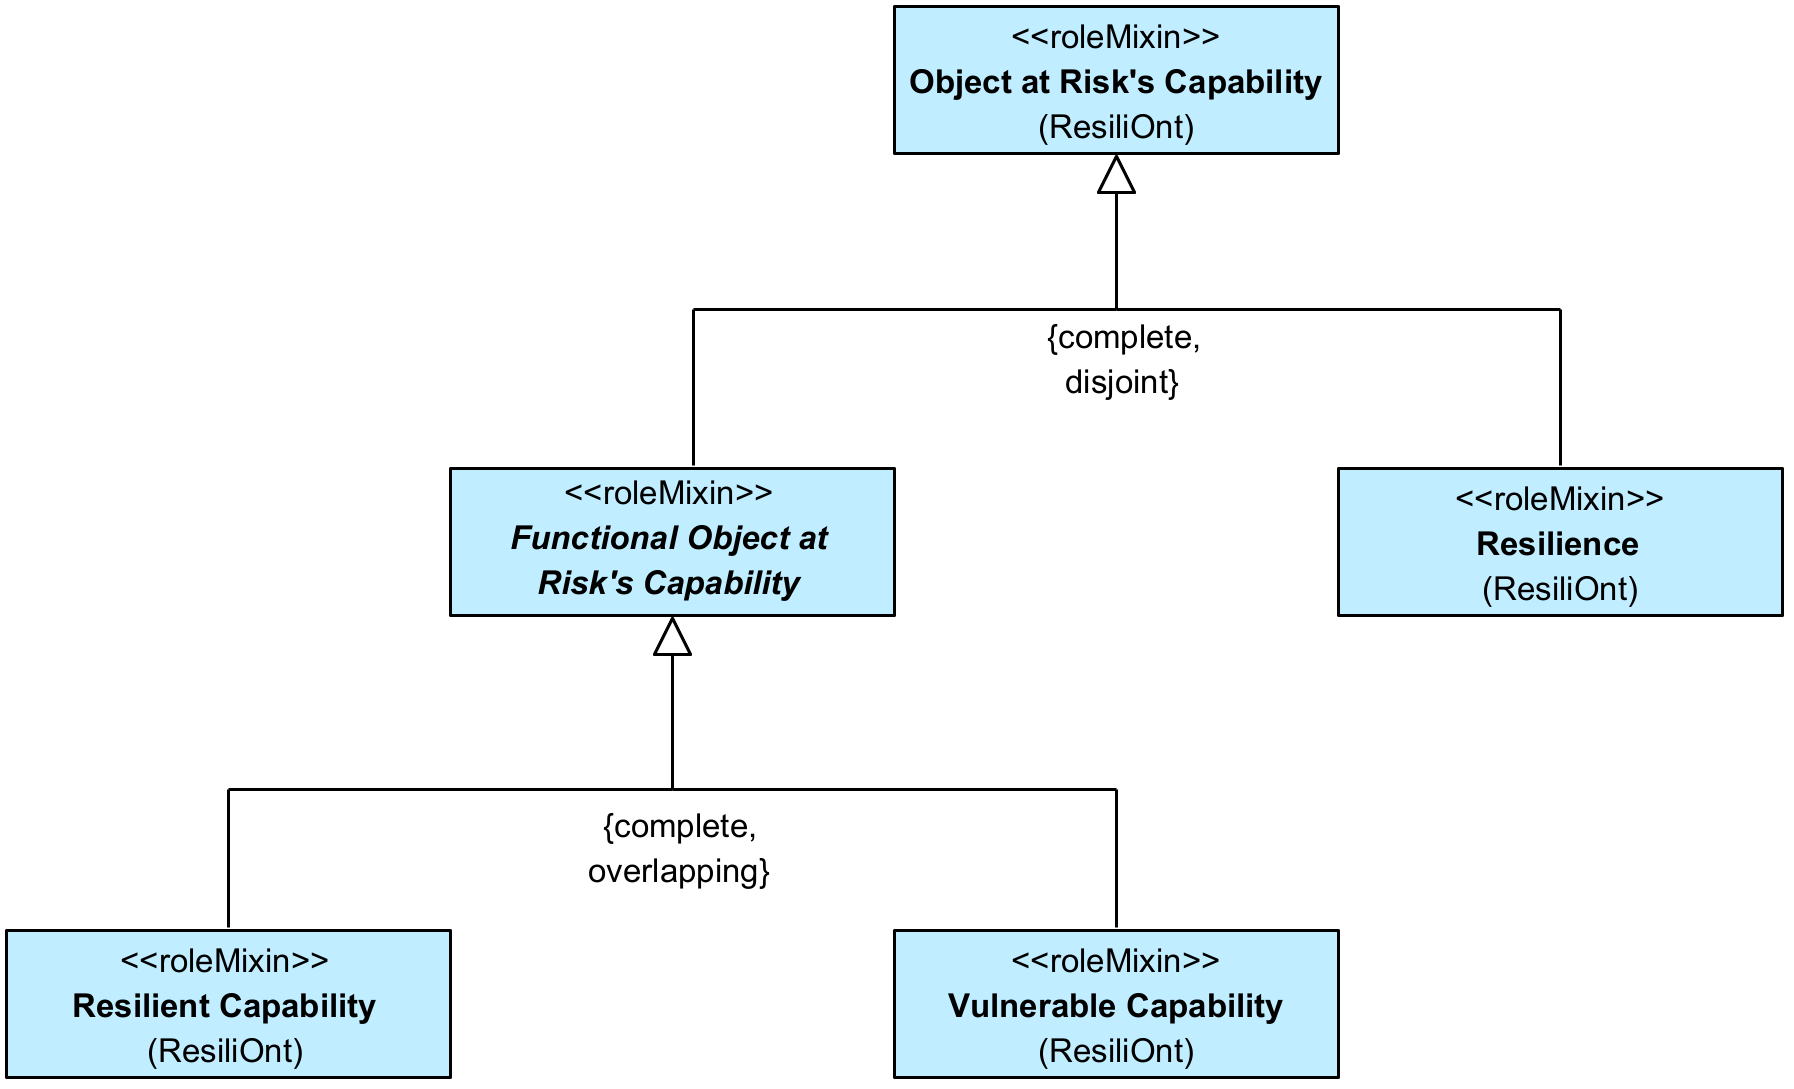 <<roleMixin>>
Object at Risk's Capability
(ResiliOnt)
{complete,
disjoint}
<<roleMixin>>
Functional Object at
Risk's Capability
<<roleMixin>>
Resilience
(ResiliOnt)
{complete,
overlapping}
<<roleMixin>>
Resilient Capability
(ResiliOnt)
<<roleMixin>>
Vulnerable Capability
(ResiliOnt)